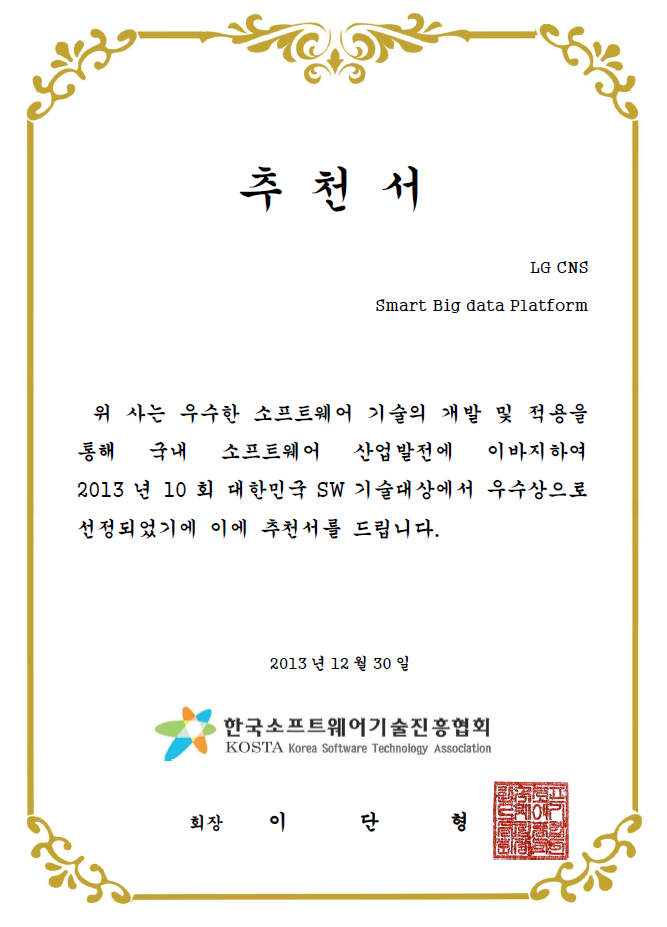 추 천 서
LG CNS
Smart Big data Platform
위 사는 우수한 소프트웨어 기술의 개발 및 적용을
통해 국내 소프트웨어 산업발전에 이바지하여
2013 년 10 회 대한민국 SW 기술대상에서 우수상으로
선정되었기에 이에 추천서를 드립니다.
2013 년 12 월 30 일
한국소프트웨어기술진흥협회
KOSTA Korea Software Technology Association
회장 이 단 형